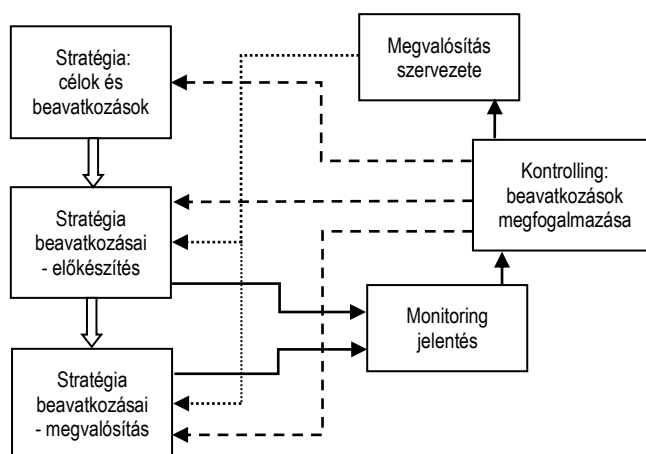 Stratégia:
célok és
beavatkozások
Megvalósítás
szervezete
Kontrolling:
beavatkozások
megfogalmazása
Stratégia
beavatkozásai
- előkészítés
Monitoring
jelentés
Stratégia
beavatkozásai
- megvalósítás